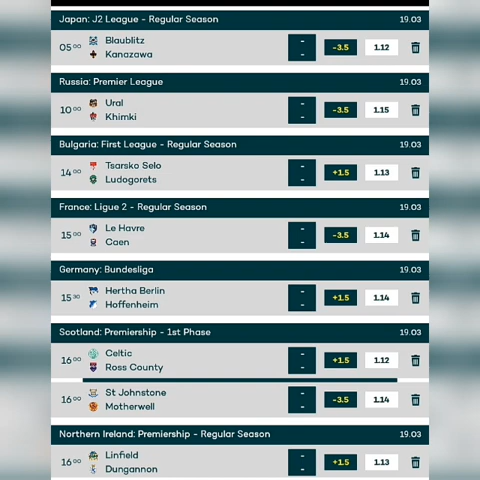 Japan: J2 League - Regular Season 19.03
05 00 Blaublitz - -3.5 1.12
Kanazawa -
Russia: Premier League 19.03
10 00 Ural - -3.5 1.15
Khimki -
Bulgaria: First League - Regular Season 19.03
14 00 Tsarsko Selo - +1.5 1.13
Ludogorets -
France: Ligue 2 - Regular Season 19.03
15 00 Le Havre - -3.5 1.14
Caen -
Germany: Bundesliga 19.03
15 30 Hertha Berlin - +1.5 1.14
Hoffenheim -
Scotland: Premiership - 1st Phase 19.03
16 00 Celtic - +1.5 1.12
Ross County -
16 00 St Johnstone - -3.5 1.14
Motherwell -
Northern Ireland: Premiership - Regular Season 19.03
16 00 Linfield - +1.5 1.13
Dungannon -